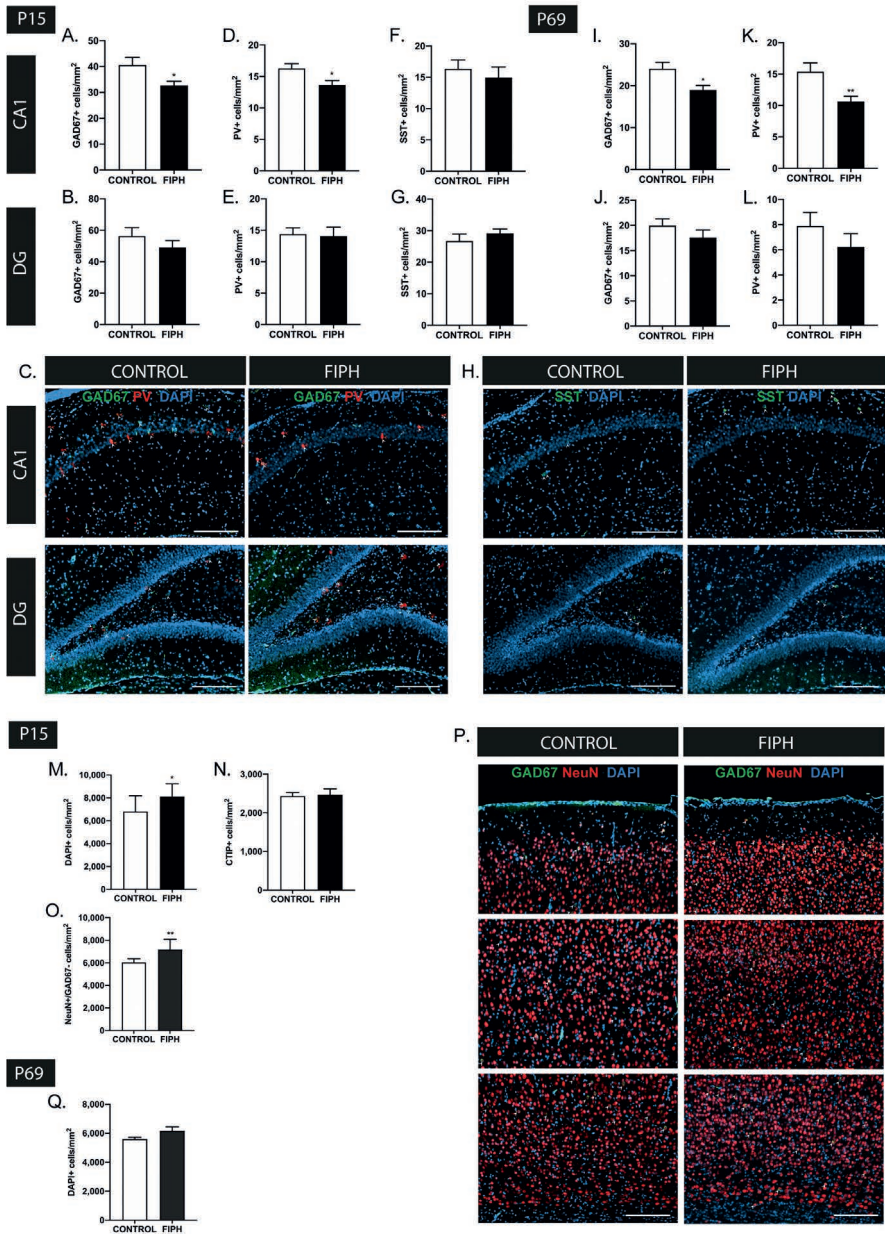 P15
P69
CA1
A.
GAD67+ cells/mm²
50
40
30
20
10
0
*
CONTROL FIPH
D.
PV+ cells/mm²
20
15
10
5
0
*
CONTROL FIPH
F.
SST+ cells/mm²
20
15
10
5
0
CONTROL FIPH
I.
GAD67+ cells/mm²
30
20
10
0
*
CONTROL FIPH
K.
PV+ cells/mm²
20
15
10
5
0
**
CONTROL FIPH
DG
B.
GAD67+ cells/mm²
80
60
40
20
0
CONTROL FIPH
E.
PV+ cells/mm²
20
15
10
5
0
CONTROL FIPH
G.
SST+ cells/mm²
40
30
20
10
0
CONTROL FIPH
J.
GAD67+ cells/mm²
25
20
15
10
5
0
CONTROL FIPH
L.
PV+ cells/mm²
10
8
6
4
2
0
CONTROL FIPH
C.
CONTROL
FIPH
GAD67 PV DAPI
GAD67 PV DAPI
CA1
DG
H.
CONTROL
FIPH
SST DAPI
SST DAPI
P15
M.
DAPI+ cells/mm²
10,000
8,000
6,000
4,000
2,000
0
*
CONTROL FIPH
N.
CTIP+ cells/mm²
3,000
2,000
1,000
0
CONTROL FIPH
O.
NeuN+/GAD67- cells/mm²
10,000
8,000
6,000
4,000
2,000
0
**
CONTROL FIPH
P69
Q.
DAPI+ cells/mm²
8,000
6,000
4,000
2,000
0
CONTROL FIPH
P.
CONTROL
FIPH
GAD67 NeuN DAPI
GAD67 NeuN DAPI